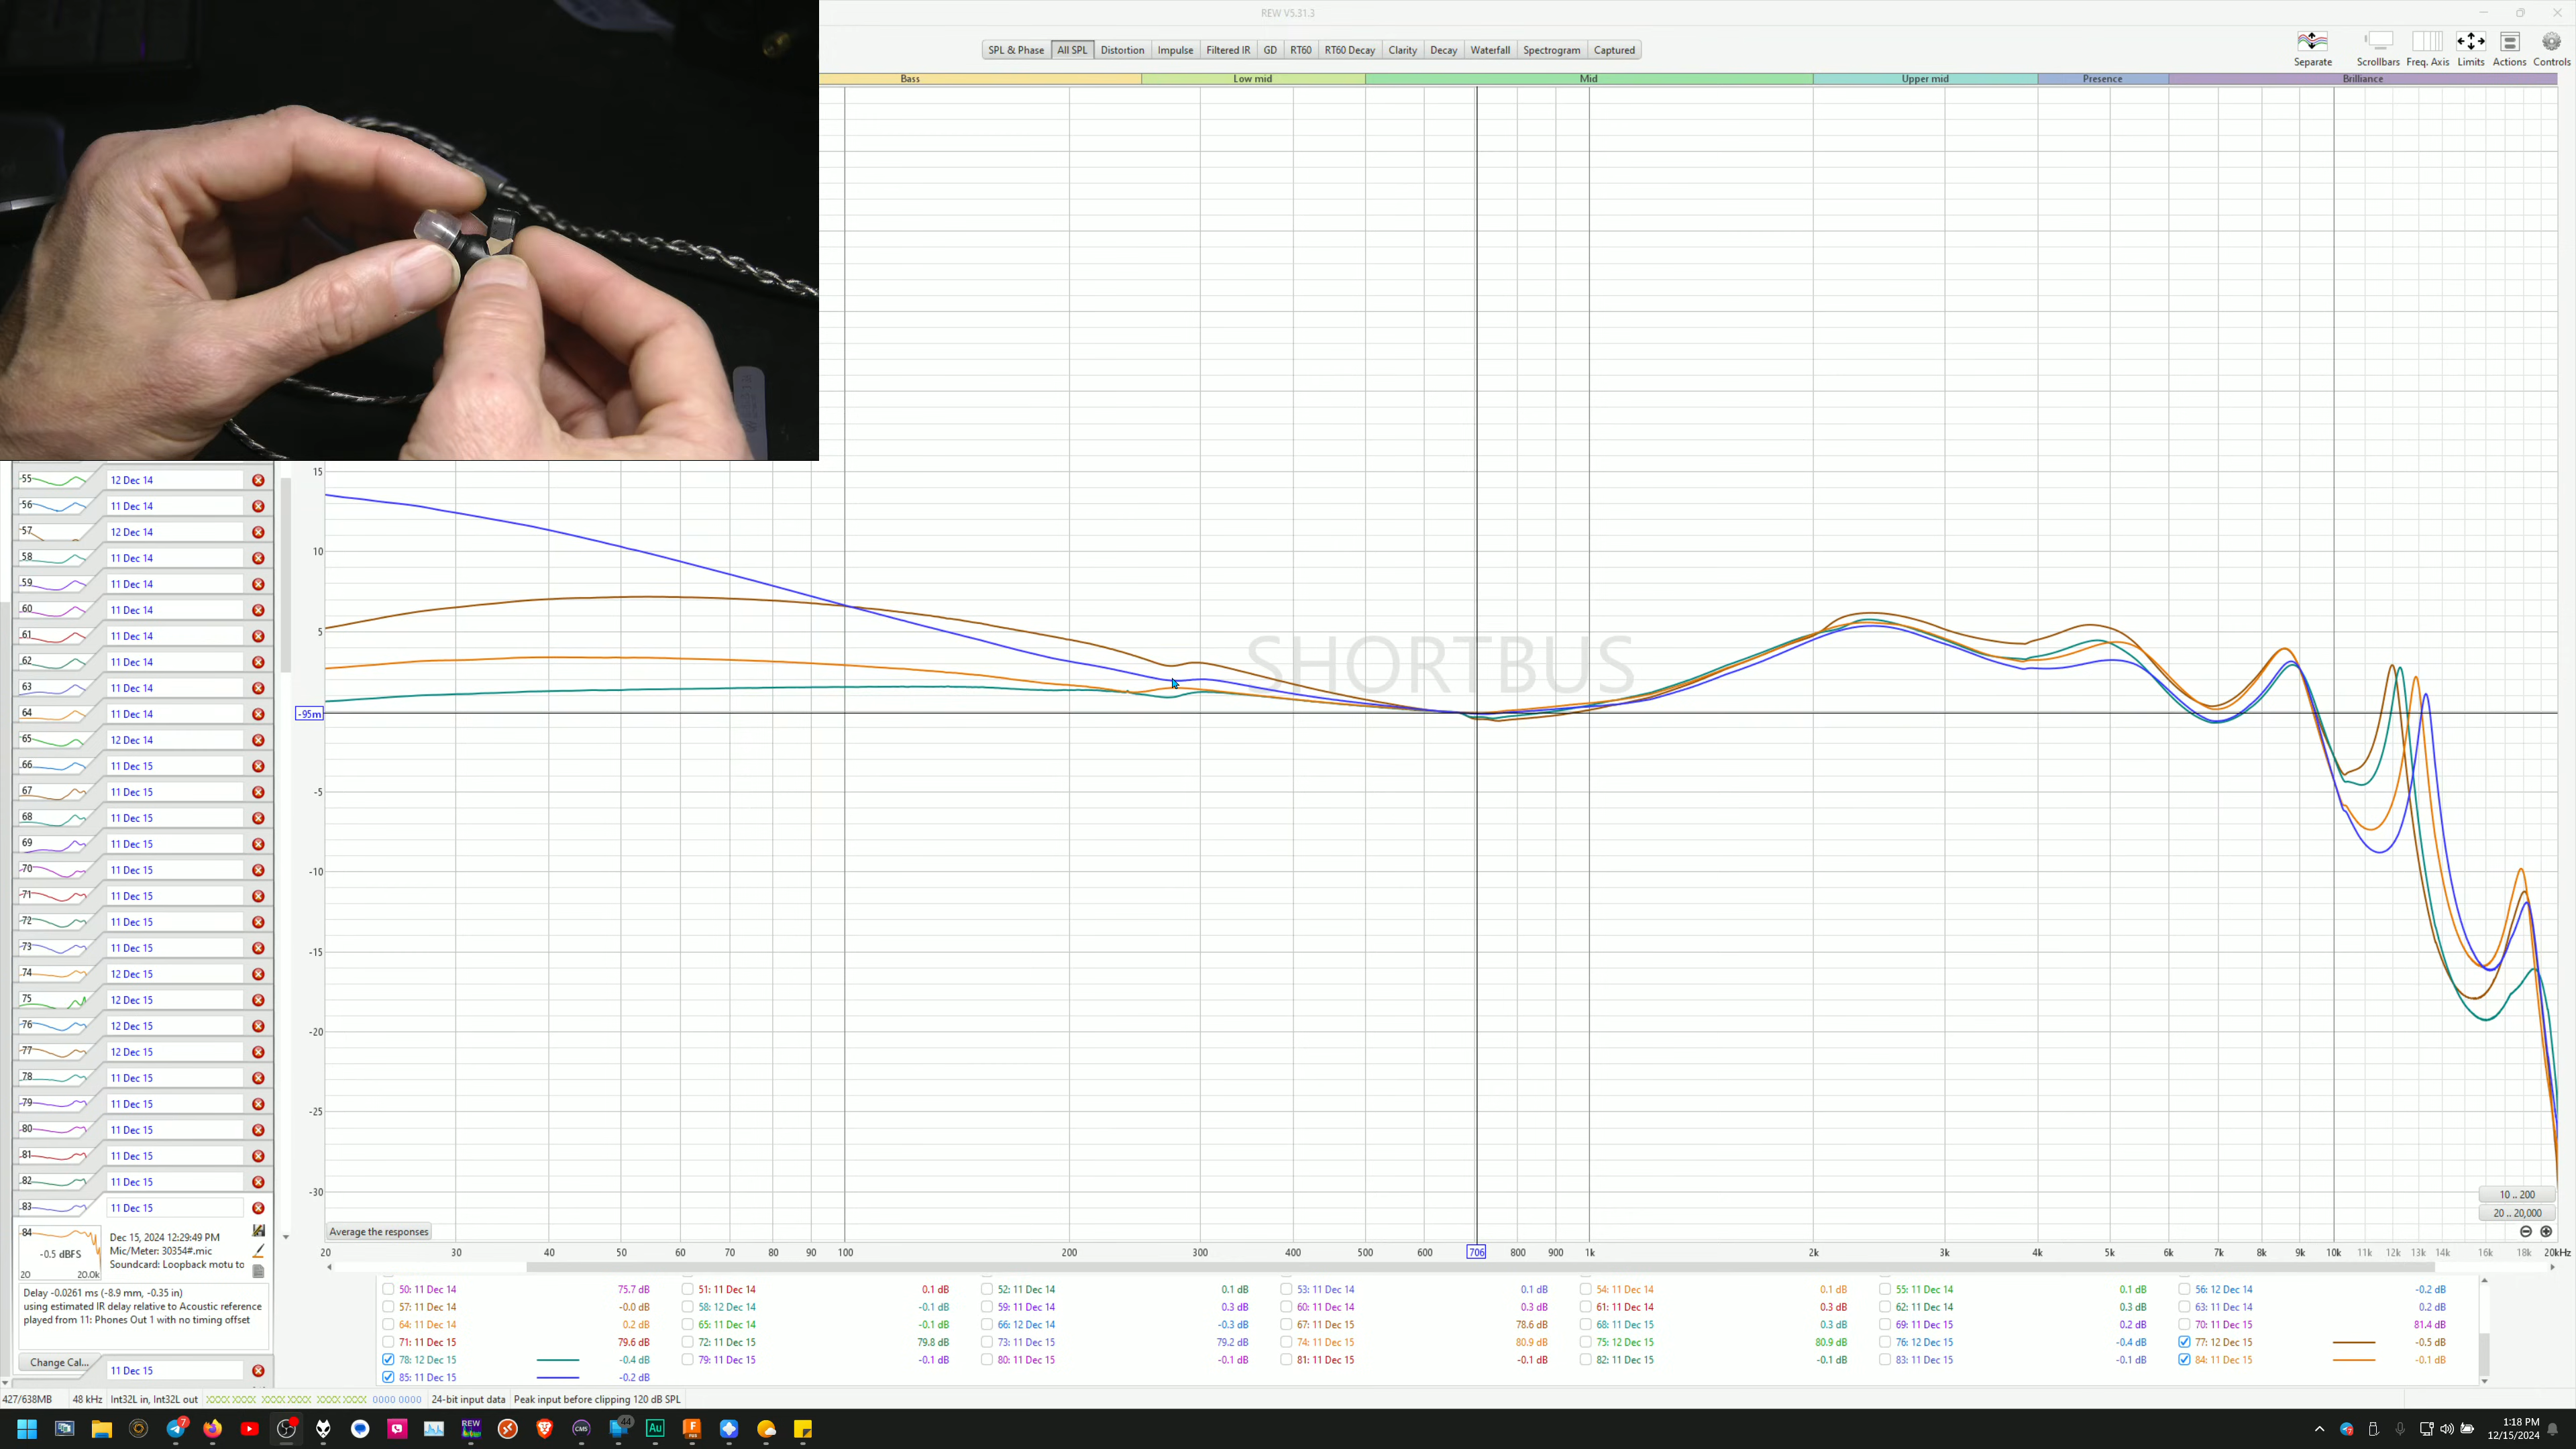 REW V5.31.3
SPL & Phase All SPL Distortion Impulse Filtered IR GD RT60 RT60 Decay Clarity Decay Waterfall Spectrogram Captured
Separate Scrollbars Freq. Axis Limits Actions Controls
Bass Low mid Mid Upper mid Presence Brilliance
SHORTBUS
15
10
5
-95m
-5
-10
-15
-20
-25
-30
55 12 Dec 14
56 11 Dec 14
57 12 Dec 14
58 11 Dec 14
59 11 Dec 14
60 11 Dec 14
61 11 Dec 14
62 11 Dec 14
63 11 Dec 14
64 11 Dec 14
65 12 Dec 14
66 11 Dec 15
67 11 Dec 15
68 11 Dec 15
69 11 Dec 15
70 11 Dec 15
71 11 Dec 15
72 11 Dec 15
73 11 Dec 15
74 12 Dec 15
75 12 Dec 15
76 12 Dec 15
77 12 Dec 15
78 11 Dec 15
79 11 Dec 15
80 11 Dec 15
81 11 Dec 15
82 11 Dec 15
83 11 Dec 15
84
-0.5 dBFS
20 20.0k
Dec 15, 2024 12:29:49 PM
Mic/Meter: 30354#.mic
Soundcard: Loopback motu to
Delay -0.0261 ms (-8.9 mm, -0.35 in)
using estimated IR delay relative to Acoustic reference
played from 11: Phones Out 1 with no timing offset
Change Cal...
11 Dec 15
Average the responses
10 .. 200
20 .. 20,000
20 30 40 50 60 70 80 90 100 200 300 400 500 600 706 800 900 1k 2k 3k 4k 5k 6k 7k 8k 9k 10k 11k 12k 13k 14k 16k 18k 20kHz
50: 11 Dec 14 75.7 dB 51: 11 Dec 14 0.1 dB 52: 11 Dec 14 0.1 dB 53: 11 Dec 14 0.1 dB 54: 11 Dec 14 0.1 dB 55: 11 Dec 14 0.1 dB 56: 12 Dec 14 -0.2 dB
57: 11 Dec 14 -0.0 dB 58: 12 Dec 14 -0.1 dB 59: 11 Dec 14 0.3 dB 60: 11 Dec 14 0.3 dB 61: 11 Dec 14 0.3 dB 62: 11 Dec 14 0.3 dB 63: 11 Dec 14 0.2 dB
64: 11 Dec 14 0.2 dB 65: 11 Dec 14 -0.1 dB 66: 12 Dec 14 -0.3 dB 67: 11 Dec 15 78.6 dB 68: 11 Dec 15 0.3 dB 69: 11 Dec 15 0.2 dB 70: 11 Dec 15 81.4 dB
71: 11 Dec 15 79.6 dB 72: 11 Dec 15 79.8 dB 73: 11 Dec 15 79.2 dB 74: 11 Dec 15 80.9 dB 75: 12 Dec 15 80.9 dB 76: 12 Dec 15 -0.4 dB 77: 12 Dec 15 -0.5 dB
78: 12 Dec 15 -0.4 dB 79: 11 Dec 15 -0.1 dB 80: 11 Dec 15 -0.1 dB 81: 11 Dec 15 -0.1 dB 82: 11 Dec 15 -0.1 dB 83: 11 Dec 15 -0.1 dB 84: 11 Dec 15 -0.1 dB
85: 11 Dec 15 -0.2 dB
427/638MB 48 kHz Int32L in, Int32L out XXXX XXXX XXXX XXXX XXXX XXXX 0000 0000 24-bit input data Peak input before clipping 120 dB SPL
7 REW CMS 44 Au F
1:18 PM
12/15/2024